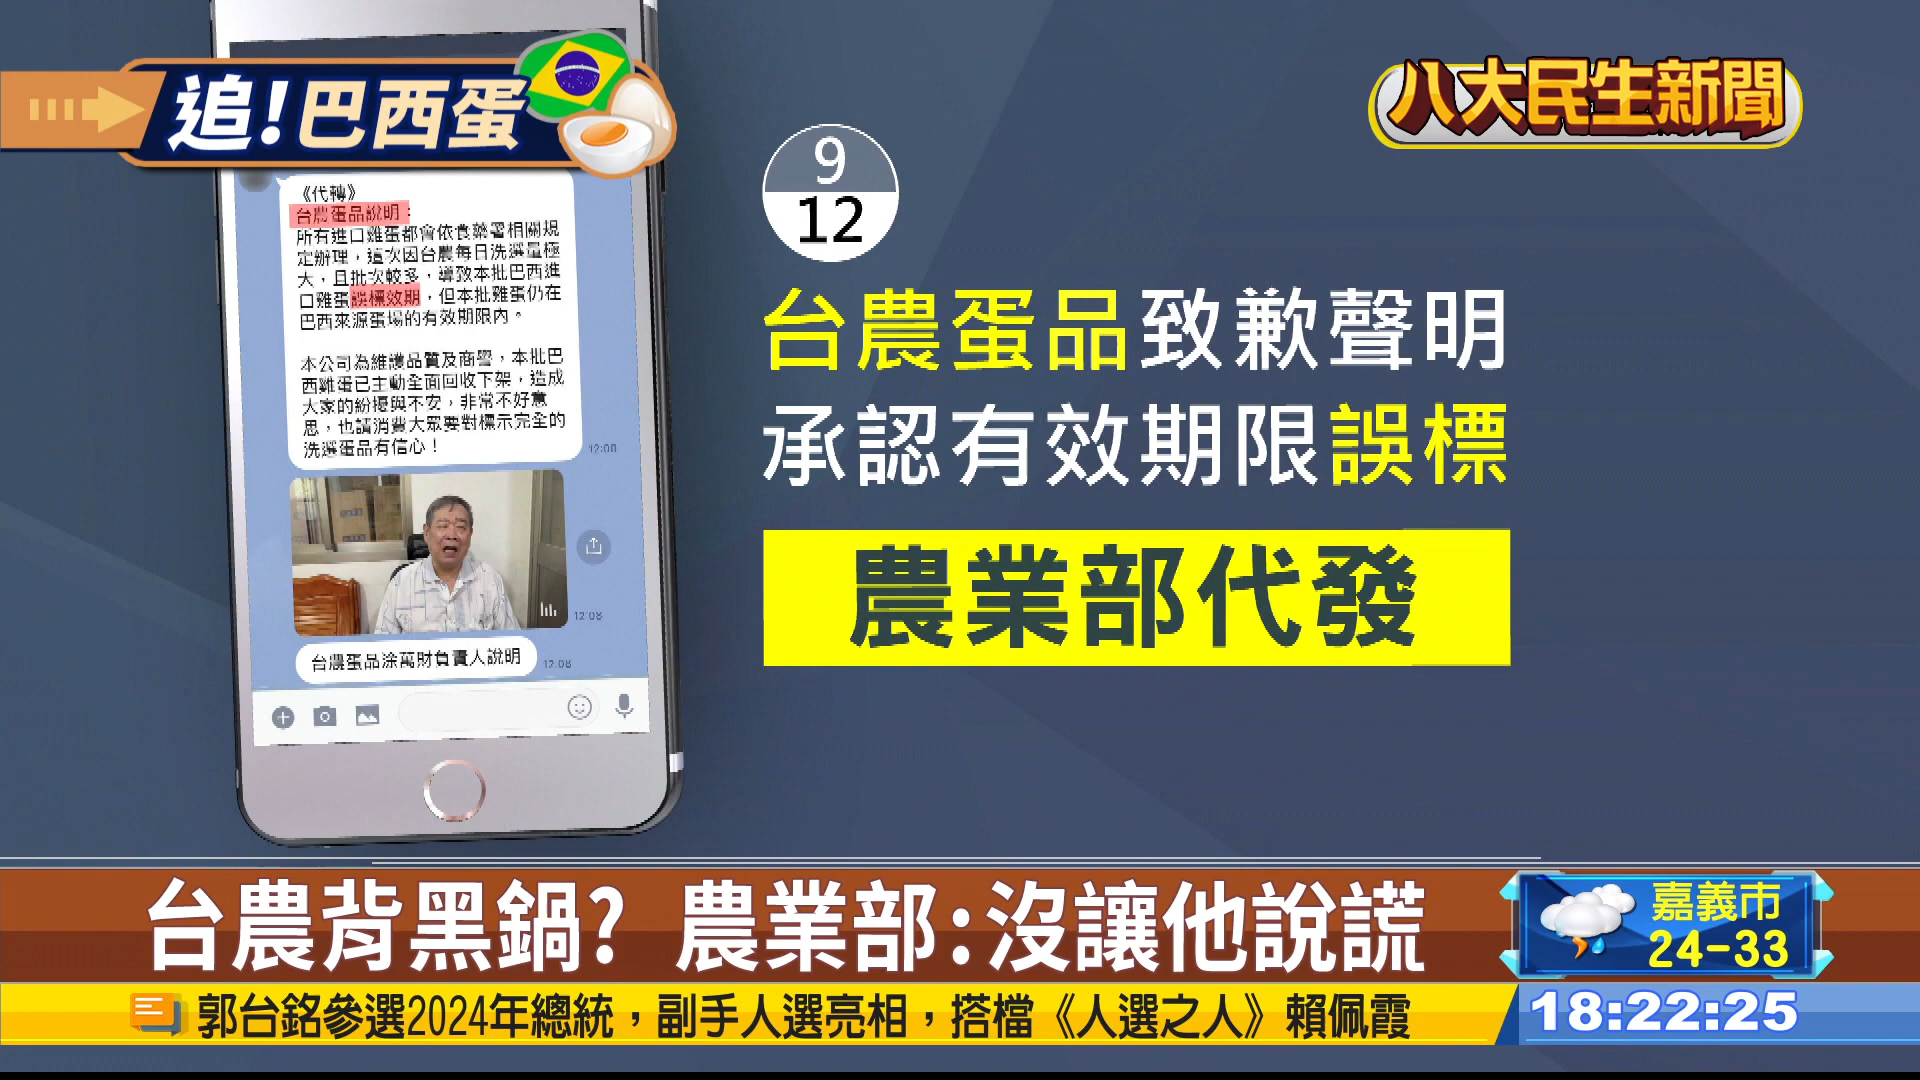 追!巴西蛋
八大民生新聞
《代轉》
台農蛋品說明：
所有進口雞蛋都會依食藥署相關規
定辦理，這次因台農每日洗選量極
大，且批次較多，導致本批巴西進
口雞蛋誤標效期，但本批雞蛋仍在
巴西來源蛋場的有效期限內。
本公司為維護品質及商譽，本批巴
西雞蛋已主動全面回收下架，造成
大家的紛擾與不安，非常不好意
思，也請消費大眾要對標示完全的
洗選蛋品有信心！
12:08
12:08
台農蛋品涂萬財負責人說明
12:08
9
12
台農蛋品致歉聲明
承認有效期限誤標
農業部代發
台農背黑鍋? 農業部:沒讓他說謊
嘉義市
24-33
郭台銘參選2024年總統，副手人選亮相，搭檔《人選之人》賴佩霞
18:22:25